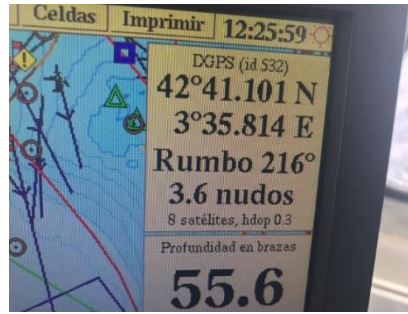 Celdas Imprimir 12:25:59
DGPS (id 532)
42°41.101 N
3°35.814 E
Rumbo 216°
3.6 nudos
8 satélites, hdop 0.3
Profundidad en brazas
55.6